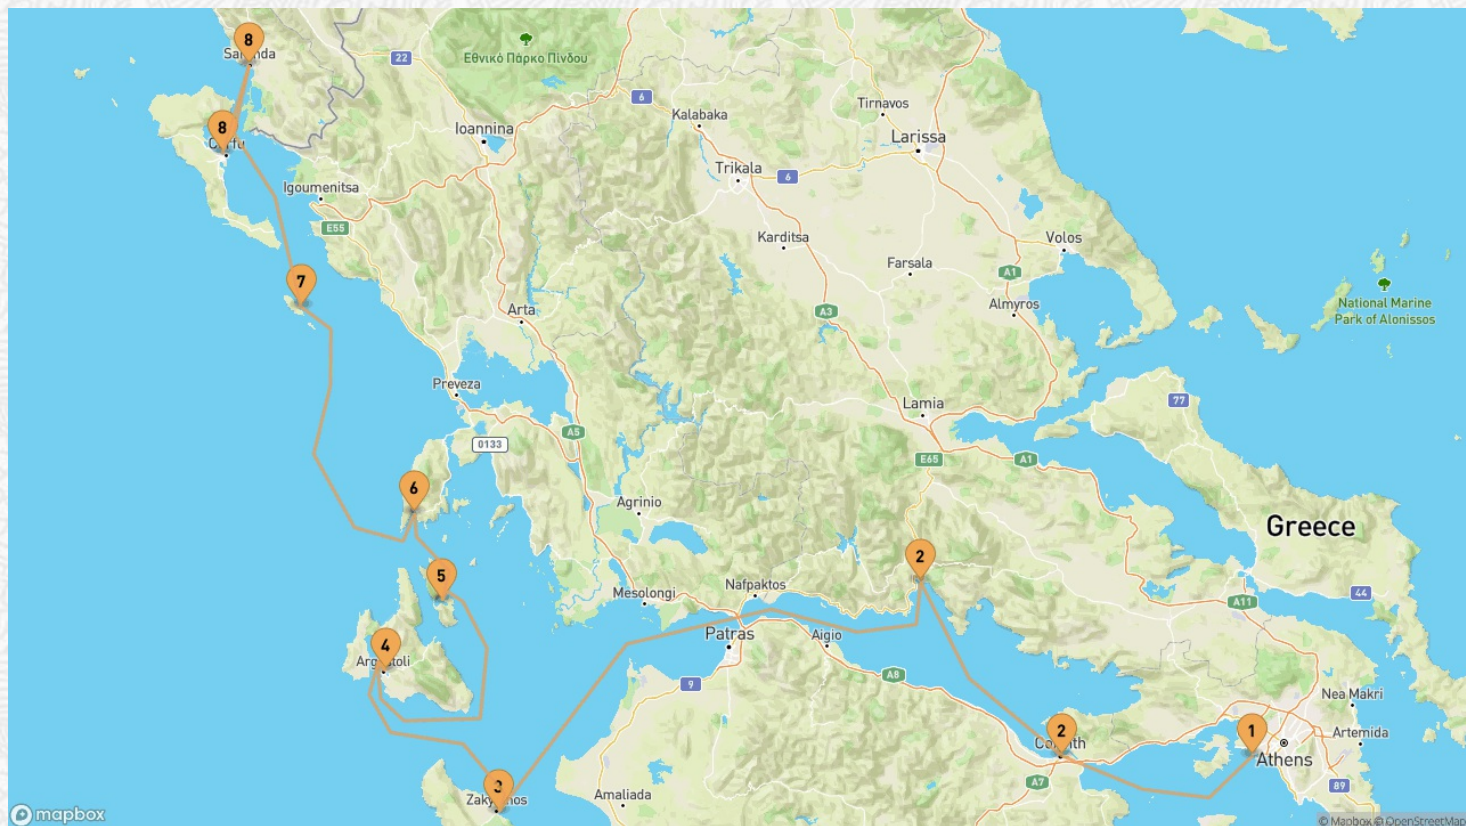 8
22
Εθνικό Πάρκο Πίνδου
6
Kalabaka
Tirnavos
Larissa
8
Ioannina
Trikala
6
Igoumenitsa
E55
Karditsa
Volos
Farsala
A1
7
Almyros
National Marine
Park of Alonissos
Arta
A3
Preveza
77
Lamia
0133
A5
E65
A1
6
Agrinio
Greece
2
5
Mesolongi
Nafpaktos
44
A11
Patras
Aigio
4
9
A8
Nea Makri
2
1
Artemida
Athens
3
Amaliada
A7
89
mapbox
© Mapbox © OpenStreetMap